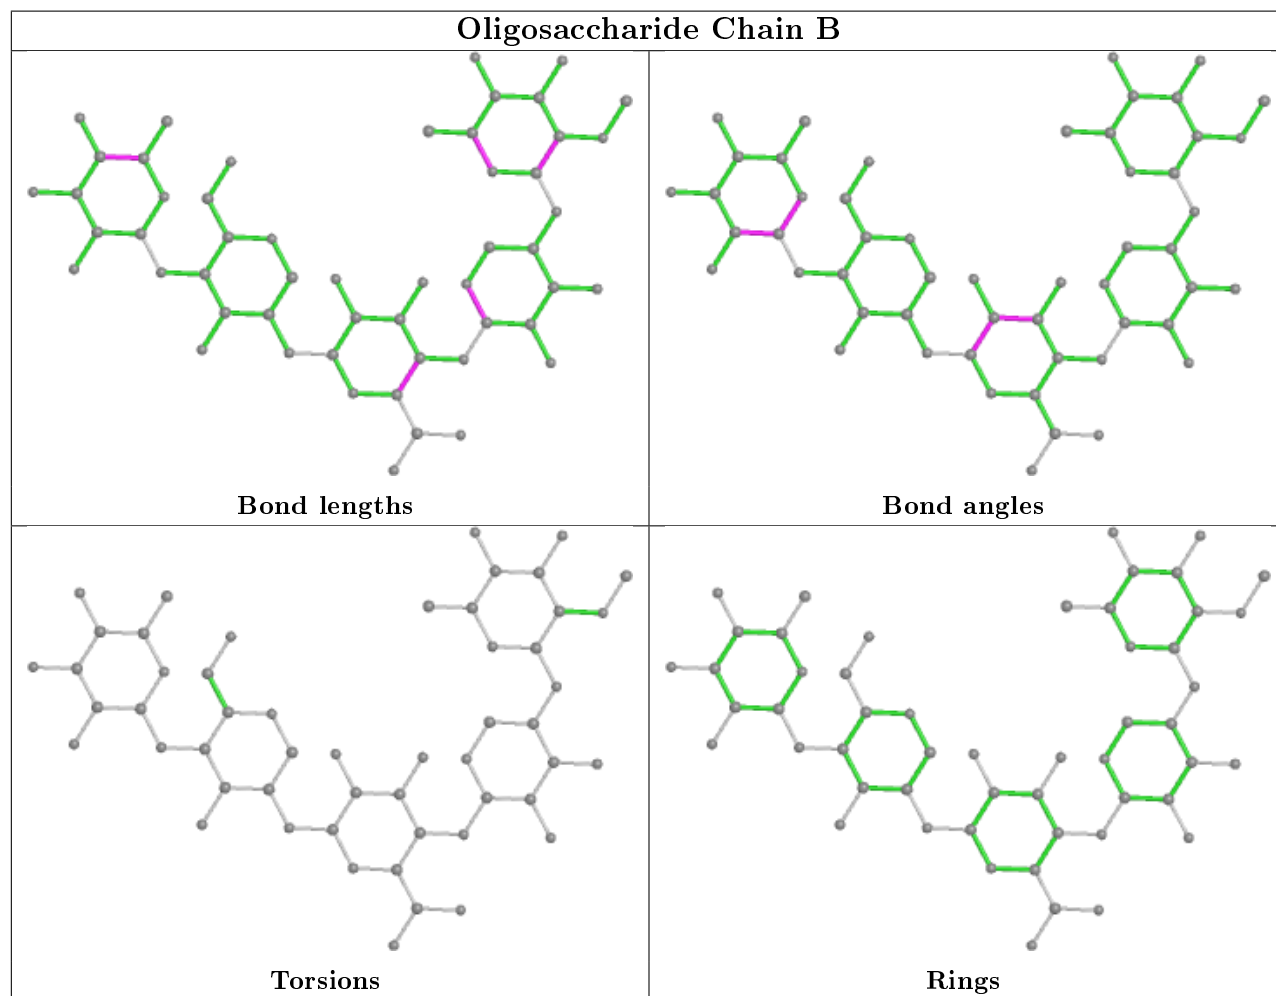 Oligosaccharide Chain B
Bond lengths
Bond angles
Torsions
Rings